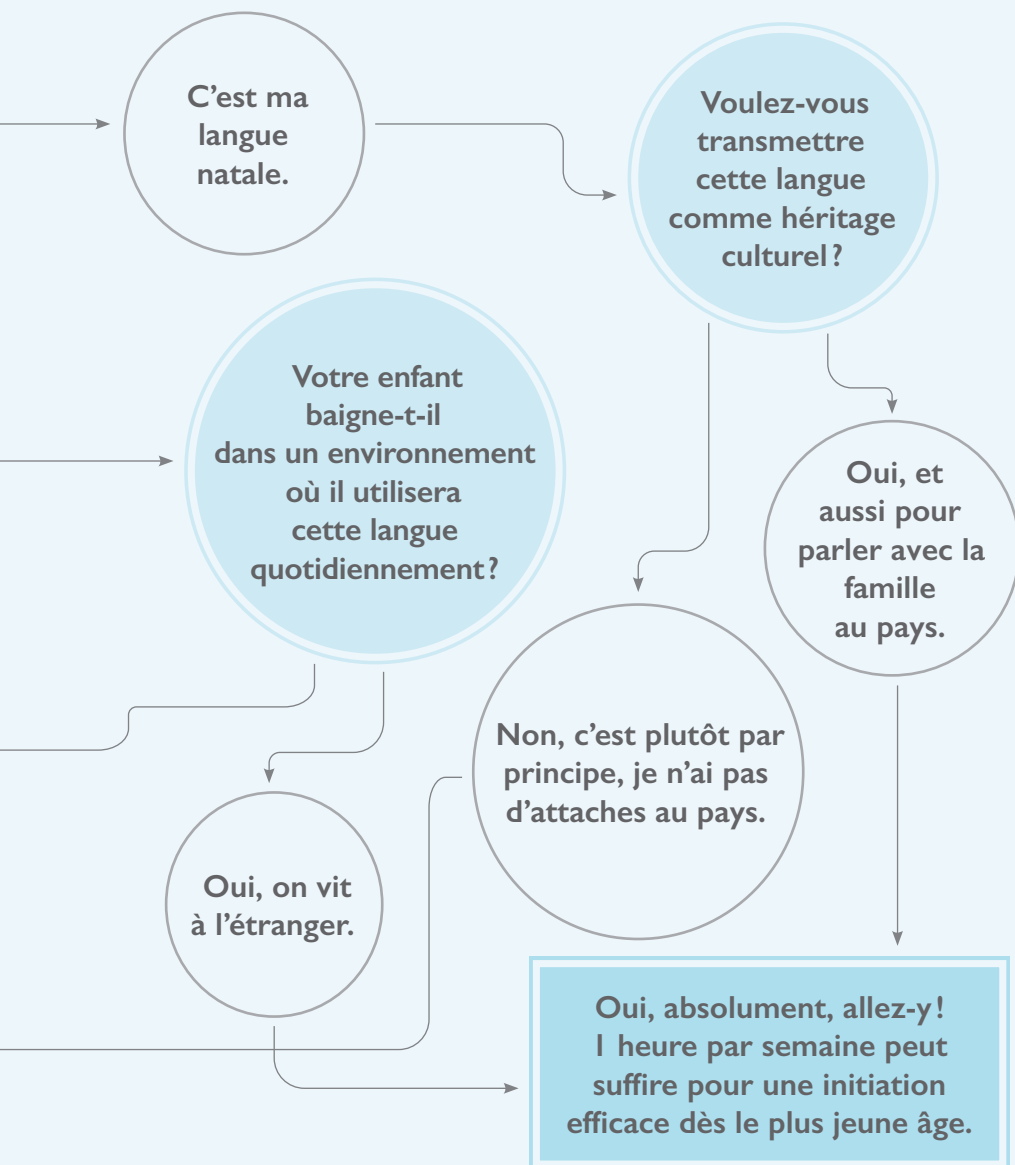 C'est ma
langue
natale.
Voulez-vous
transmettre
cette langue
comme héritage
culturel ?
Votre enfant
baigne-t-il
dans un environnement
où il utilisera
cette langue
quotidiennement ?
Oui, et
aussi pour
parler avec la
famille
au pays.
Non, c'est plutôt par
principe, je n'ai pas
d'attaches au pays.
Oui, on vit
à l’étranger.
Oui, absolument, allez-y !
1 heure par semaine peut
suffire pour une initiation
efficace dès le plus jeune âge.